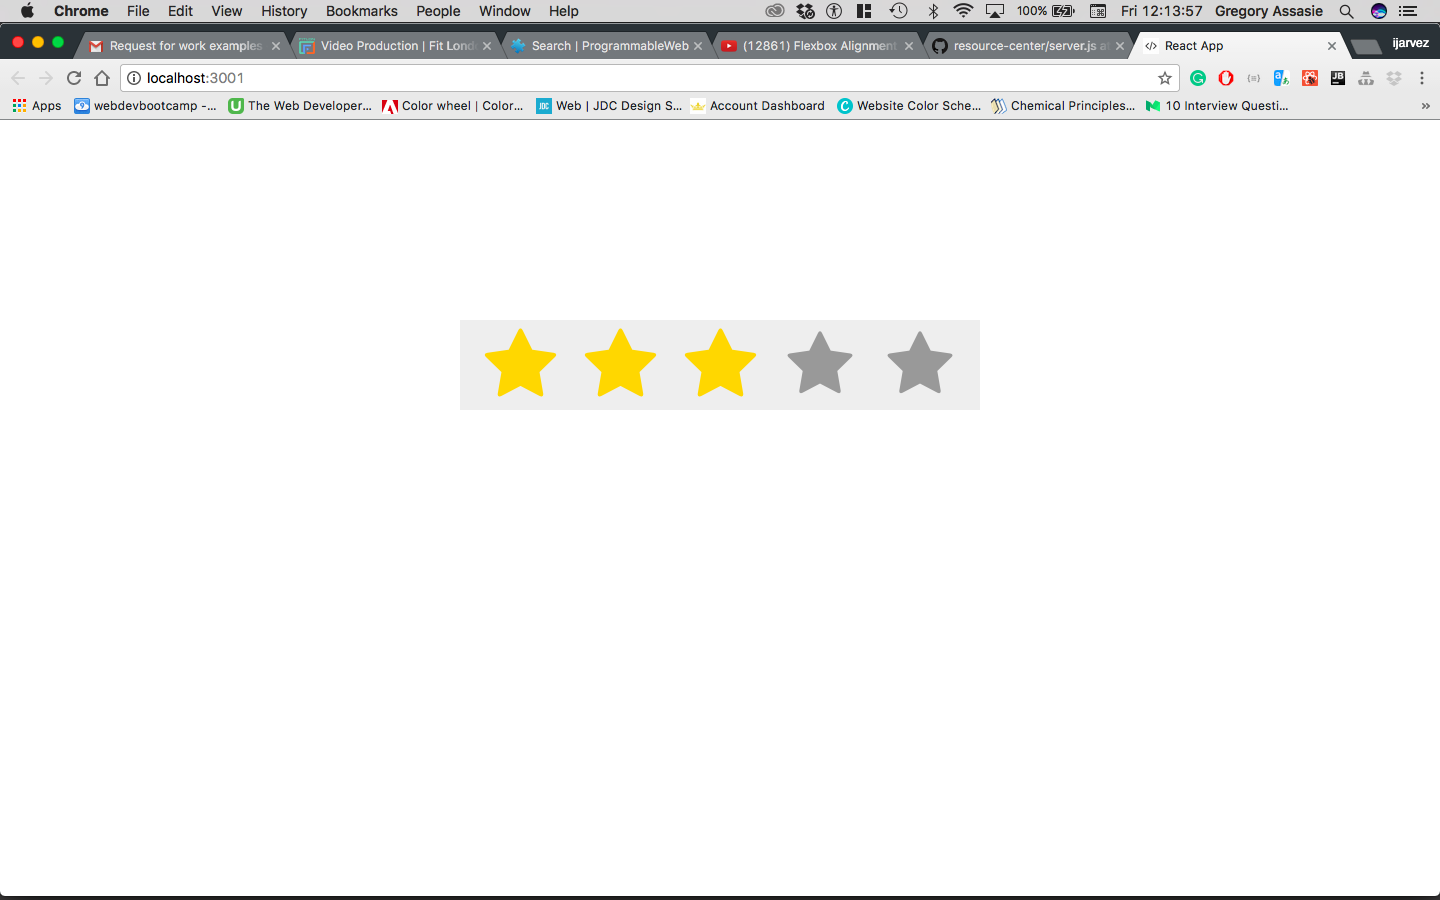 Chrome File Edit View History Bookmarks People Window Help 100% Fri 12:13:57 Gregory Assasie
Request for work examples Video Production | Fit Lond Search | ProgrammableWeb (12861) Flexbox Alignment resource-center/server.js at React App ijarvez
localhost:3001
Apps webdevbootcamp -... The Web Developer... Color wheel | Color... JDC Web | JDC Design S... Account Dashboard Website Color Sche... Chemical Principles... 10 Interview Questi... »